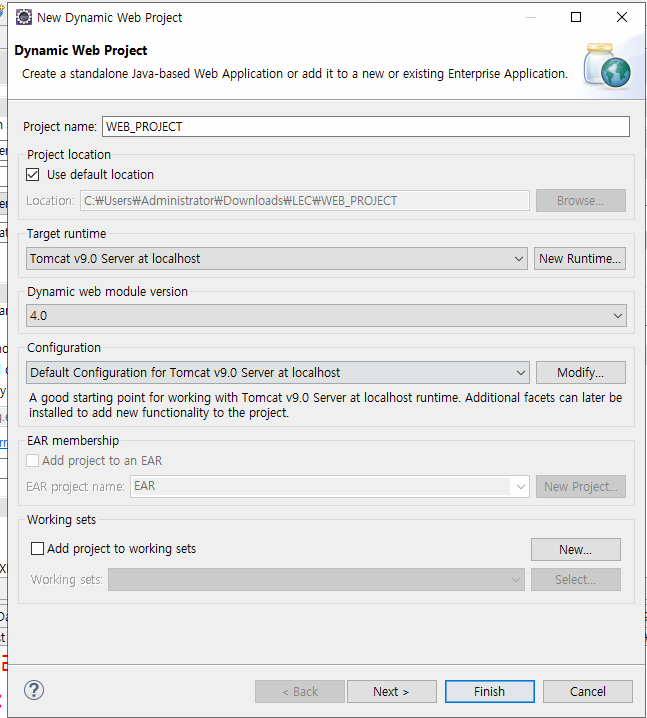 New Dynamic Web Project
Dynamic Web Project
Create a standalone Java-based Web Application or add it to a new or existing Enterprise Application.
Project name: WEB_PROJECT
Project location
Use default location
Location: C:₩Users₩Administrator₩Downloads₩LEC₩WEB_PROJECT Browse...
Target runtime
Tomcat v9.0 Server at localhost New Runtime...
Dynamic web module version
4.0
Configuration
Default Configuration for Tomcat v9.0 Server at localhost Modify...
A good starting point for working with Tomcat v9.0 Server at localhost runtime. Additional facets can later be
installed to add new functionality to the project.
EAR membership
Add project to an EAR
EAR project name: EAR New Project...
Working sets
Add project to working sets New...
Working sets: Select...
? < Back Next > Finish Cancel